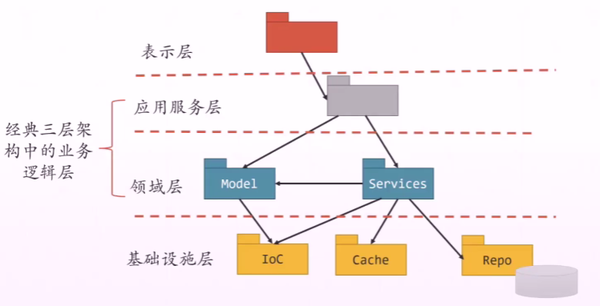 表示层
应用服务层
经典三层架
构中的业务
逻辑层
Model
Services
领域层
IoC
Cache
Repo
基础设施层